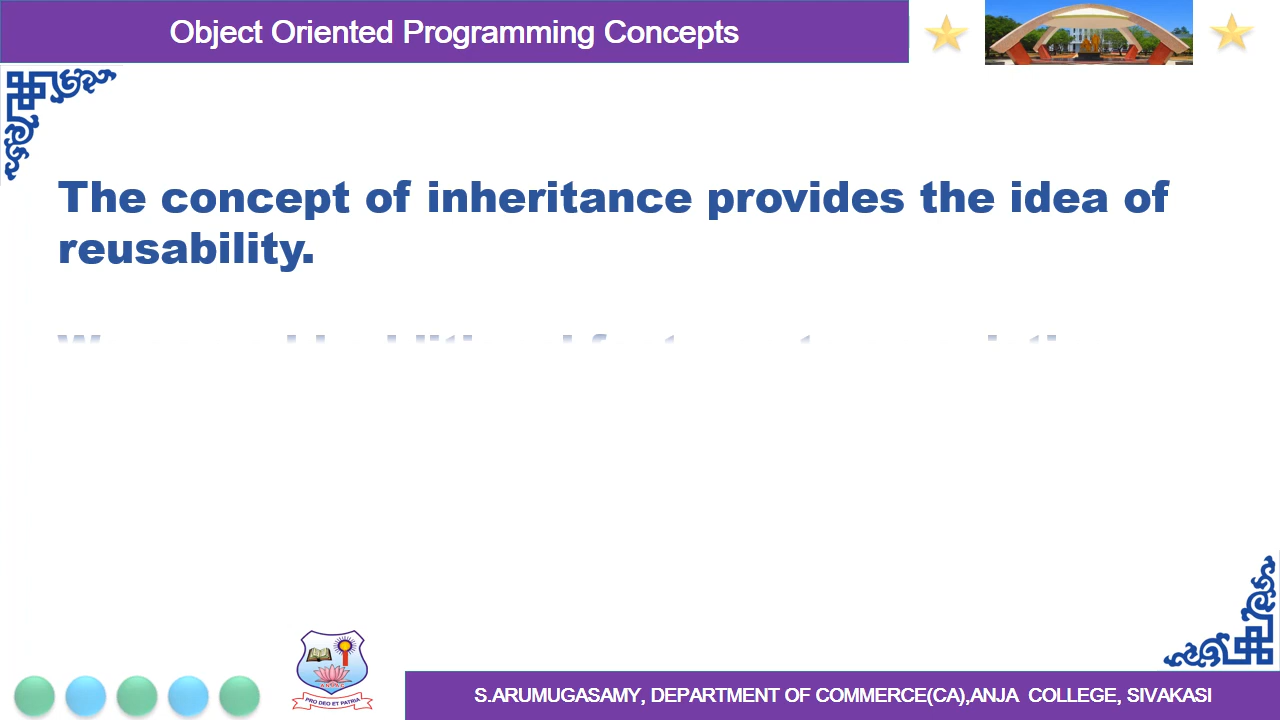 Object Oriented Programming Concepts
The concept of inheritance provides the idea of
reusability.
PRO DEO ET PATRIA
S.ARUMUGASAMY, DEPARTMENT OF COMMERCE(CA),ANJA COLLEGE, SIVAKASI